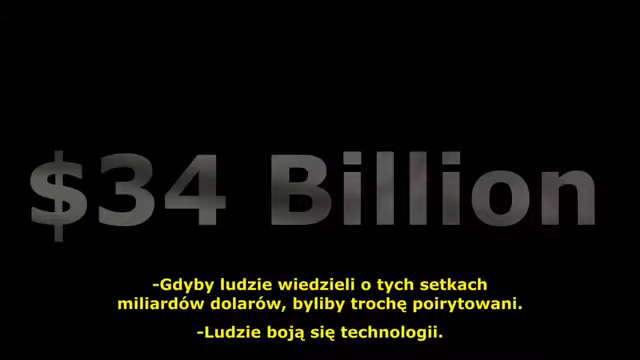 $34 Billion
-Gdyby ludzie wiedzieli o tych setkach
miliardów dolarów, byliby trochę poirytowani.
-Ludzie boją się technologii.